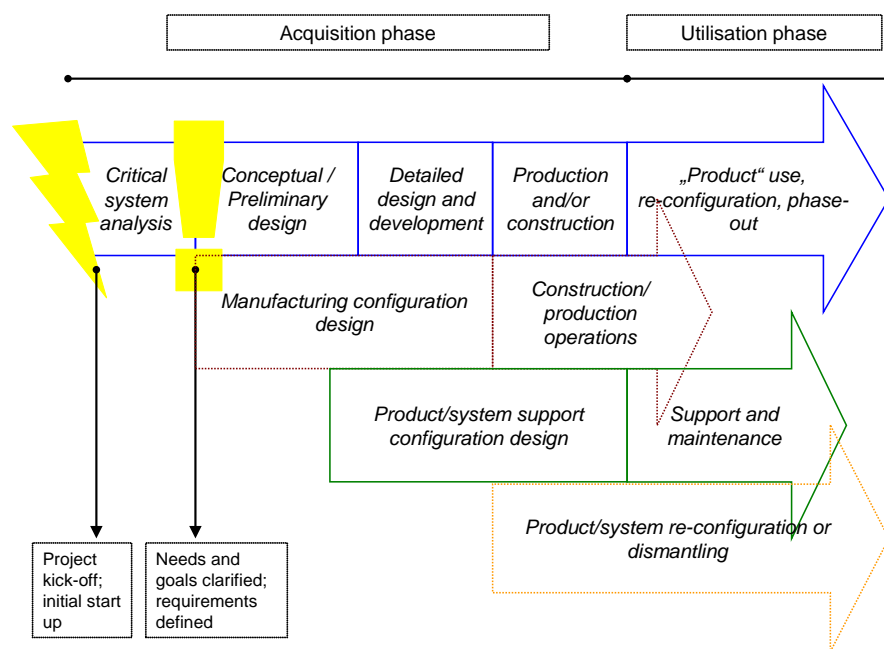 Acquisition phase
Utilisation phase
Critical
system
analysis
Conceptual /
Preliminary
design
Detailed
design and
development
Production
and/or
construction
„Product“ use,
re-configuration, phase-
out
Manufacturing configuration
design
Construction/
production
operations
Product/system support
configuration design
Support and
maintenance
Product/system re-configuration or
dismantling
Project
kick-off;
initial start
up
Needs and
goals clarified;
requirements
defined